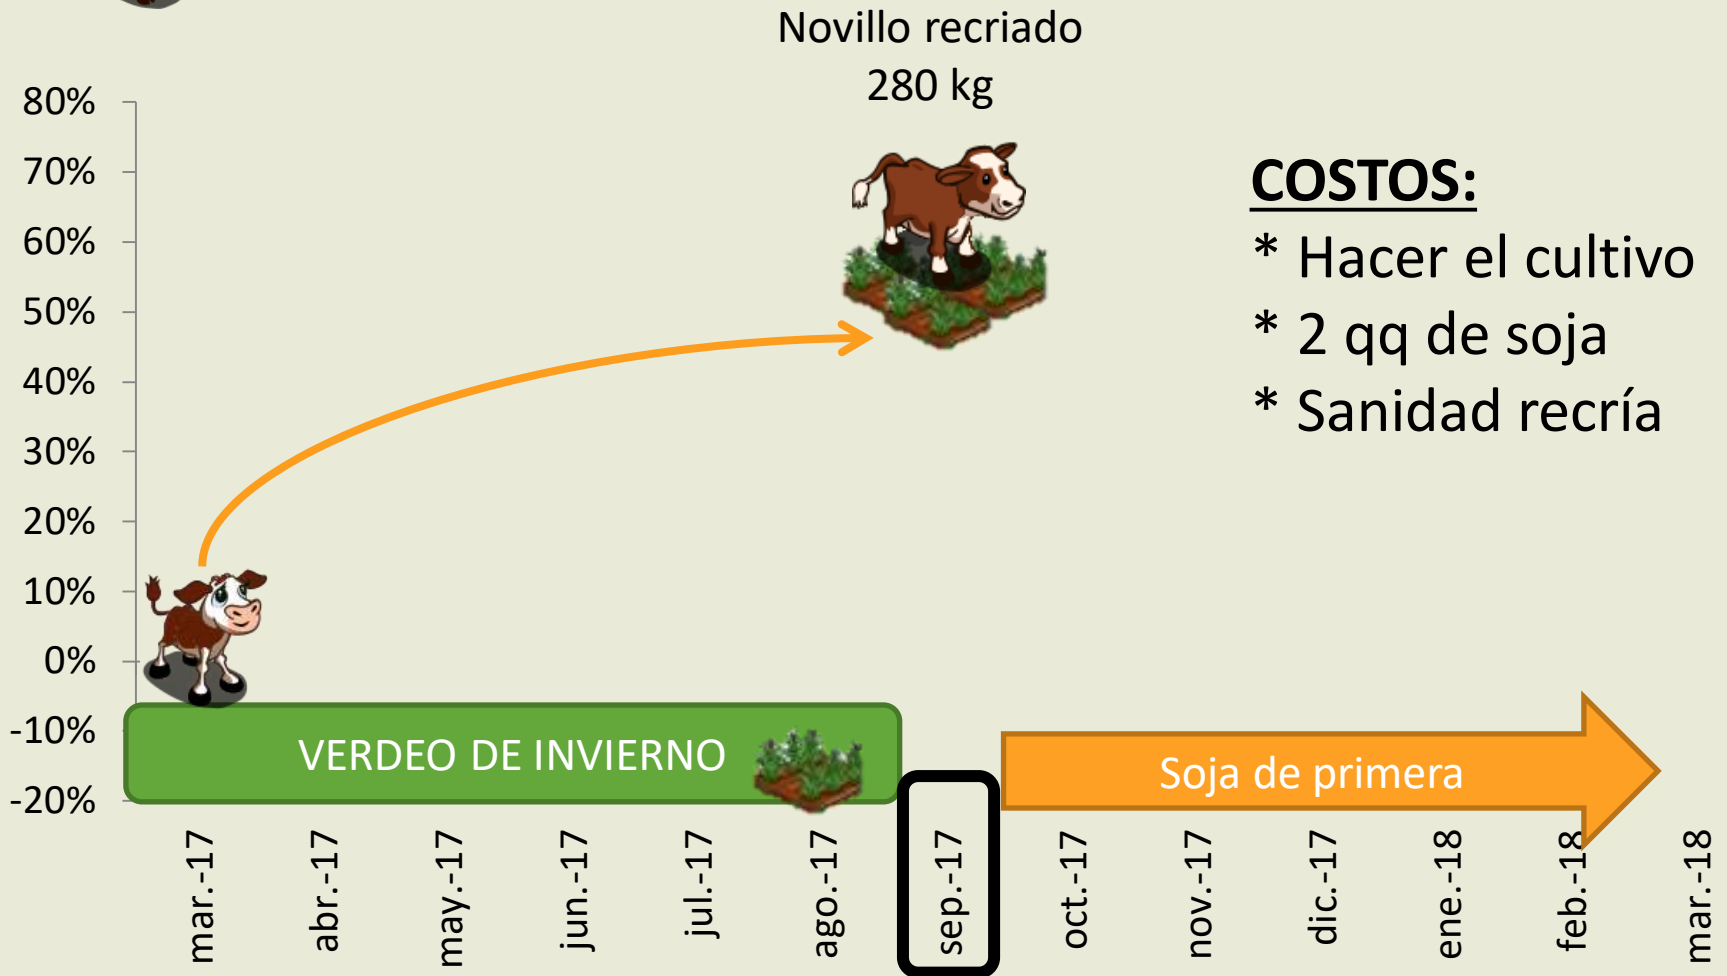 Novillo recriado
280 kg
80%
70%
60%
50%
40%
30%
20%
10%
0%
-10%
-20%
COSTOS:
* Hacer el cultivo
* 2 qq de soja
* Sanidad recría
VERDEO DE INVIERNO
Soja de primera
mar.-17
abr.-17
may.-17
jun.-17
jul.-17
ago.-17
sep.-17
oct.-17
nov.-17
dic.-17
ene.-18
feb.-18
mar.-18